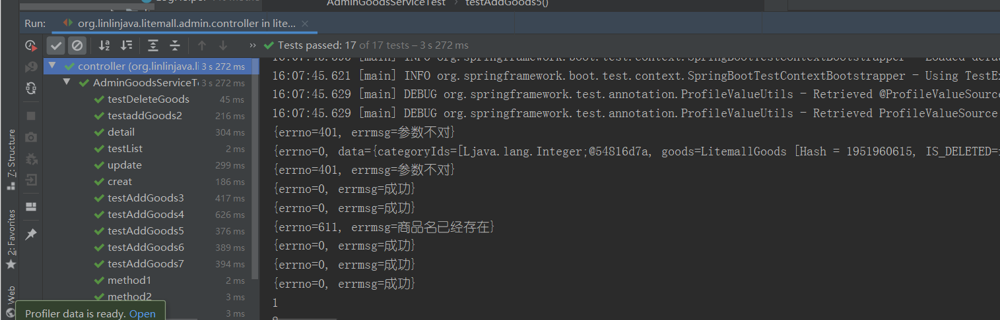 AdminGoodsServiceTest › testAddGoods5()
Run: org.linlinjava.litemall.admin.controller in lite... ×
» Tests passed: 17 of 17 tests – 3 s 272 ms
controller (org.linlinjava.li 3 s 272 ms
AdminGoodsServiceTe 3 s 272 ms
testDeleteGoods 45 ms
testaddGoods2 216 ms
detail 304 ms
testList 2 ms
update 299 ms
creat 186 ms
testAddGoods3 417 ms
testAddGoods4 626 ms
testAddGoods5 376 ms
testAddGoods6 389 ms
testAddGoods7 394 ms
method1 2 ms
method2 3 ms
3 ms
16:07:45.621 [main] INFO org.springframework.boot.test.context.SpringBootTestContextBootstrapper - Using TestEx
16:07:45.629 [main] DEBUG org.springframework.test.annotation.ProfileValueUtils - Retrieved @ProfileValueSource
16:07:45.629 [main] DEBUG org.springframework.test.annotation.ProfileValueUtils - Retrieved ProfileValueSource
{errno=401, errmsg=参数不对}
{errno=0, data={categoryIds=[Ljava.lang.Integer;@54816d7a, goods=LitemallGoods [Hash = 1951960615, IS_DELETED=
{errno=401, errmsg=参数不对}
{errno=0, errmsg=成功}
{errno=0, errmsg=成功}
{errno=611, errmsg=商品名已经存在}
{errno=0, errmsg=成功}
{errno=0, errmsg=成功}
{errno=0, errmsg=成功}
1
7: Structure
2: Favorites
Web
Profiler data is ready. Open